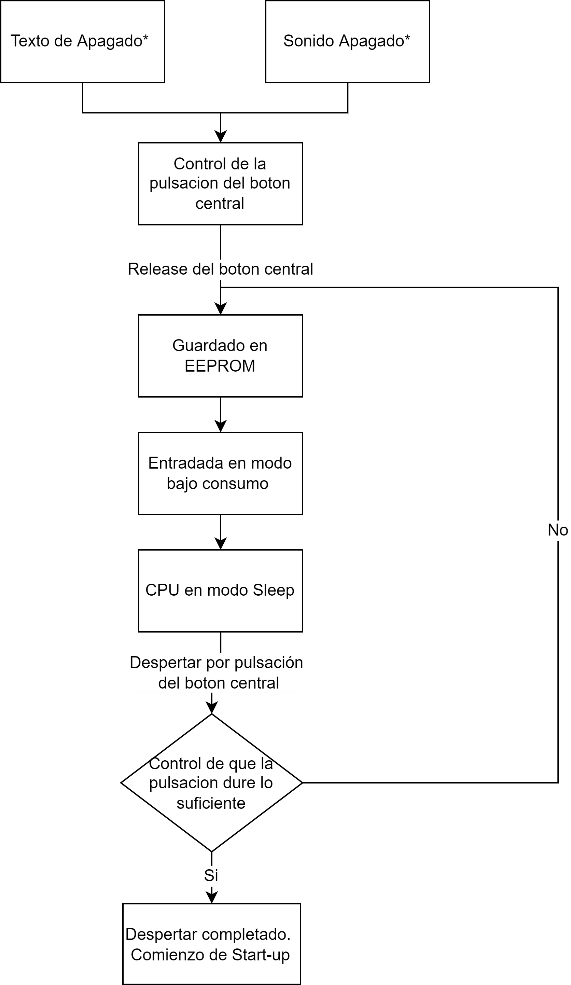 Texto de Apagado*
Sonido Apagado*
Control de la
pulsacion del boton
central
Release del boton central
Guardado en
EEPROM
Entradada en modo
bajo consumo
No
CPU en modo Sleep
Despertar por pulsación
del boton central
Control de que la
pulsacion dure lo
suficiente
Si
Despertar completado.
Comienzo de Start-up